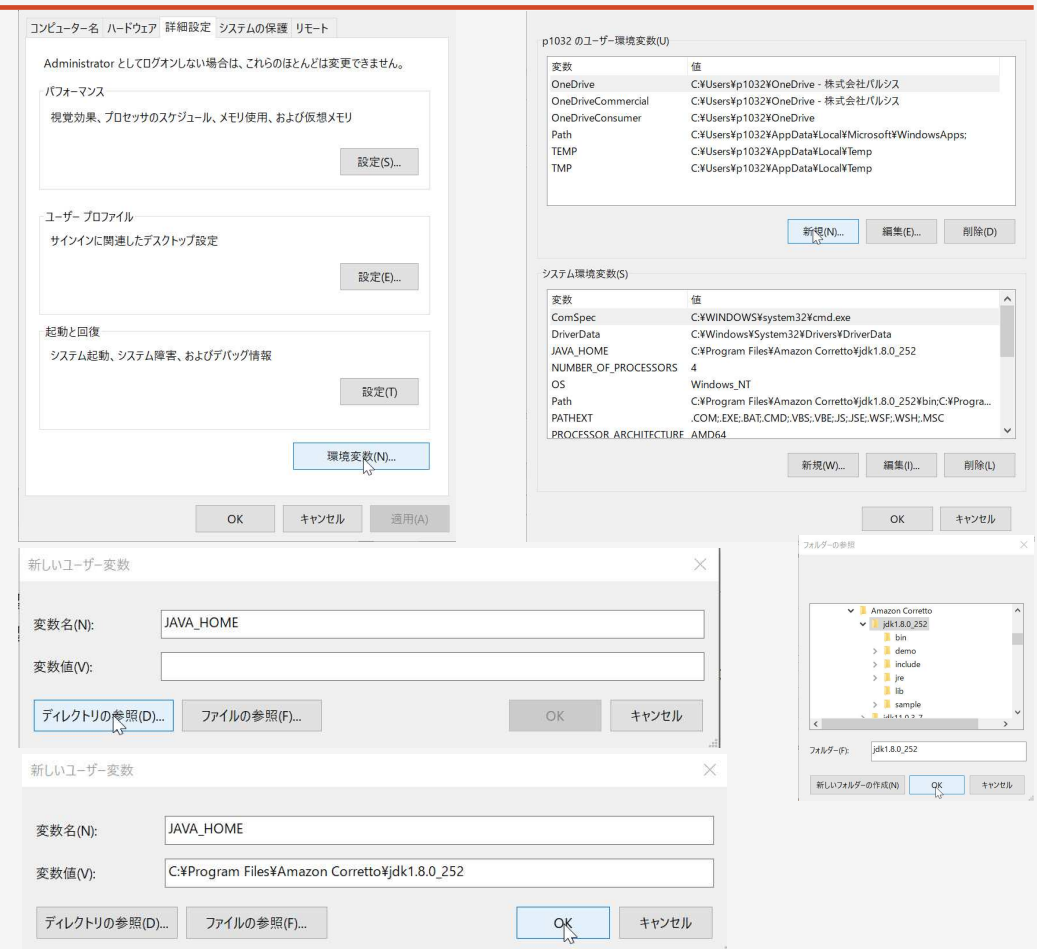 コンピューター名 ハードウェア 詳細設定 システムの保護 リモート
Administrator としてログオンしない場合は、これらのほとんどは変更できません。
パフォーマンス
視覚効果、プロセッサのスケジュール、メモリ使用、および仮想メモリ
設定(S)...
ユーザー プロファイル
サインインに関連したデスクトップ設定
設定(E)...
起動と回復
システム起動、システム障害、およびデバッグ情報
設定(T)
環境変数(N)...
OK キャンセル 適用(A)
p1032 のユーザー環境変数(U)
変数 値
OneDrive C:¥Users¥p1032¥OneDrive - 株式会社パルシス
OneDriveCommercial C:¥Users¥p1032¥OneDrive - 株式会社パルシス
OneDriveConsumer C:¥Users¥p1032¥OneDrive
Path C:¥Users¥p1032¥AppData¥Local¥Microsoft¥WindowsApps;
TEMP C:¥Users¥p1032¥AppData¥Local¥Temp
TMP C:¥Users¥p1032¥AppData¥Local¥Temp
新規(N)... 編集(E)... 削除(D)
システム環境変数(S)
変数 値
ComSpec C:¥WINDOWS¥system32¥cmd.exe
DriverData C:¥Windows¥System32¥Drivers¥DriverData
JAVA_HOME C:¥Program Files¥Amazon Corretto¥jdk1.8.0_252
NUMBER_OF_PROCESSORS 4
OS Windows_NT
Path C:¥Program Files¥Amazon Corretto¥jdk1.8.0_252¥bin;C:¥Progra...
PATHEXT .COM;.EXE;.BAT;.CMD;.VBS;.VBE;.JS;.JSE;.WSF;.WSH;.MSC
PROCESSOR_ARCHITECTURE AMD64
新規(W)... 編集(I)... 削除(L)
OK キャンセル
新しいユーザー変数
変数名(N): JAVA_HOME
変数値(V):
ディレクトリの参照(D)... ファイルの参照(F)... OK キャンセル
フォルダーの参照
Amazon Corretto
jdk1.8.0_252
bin
demo
include
jre
lib
sample
jdk11.0.3_7
フォルダー(F): jdk1.8.0_252
新しいフォルダーの作成(N) OK キャンセル
新しいユーザー変数
変数名(N): JAVA_HOME
変数値(V): C:¥Program Files¥Amazon Corretto¥jdk1.8.0_252
ディレクトリの参照(D)... ファイルの参照(F)... OK キャンセル